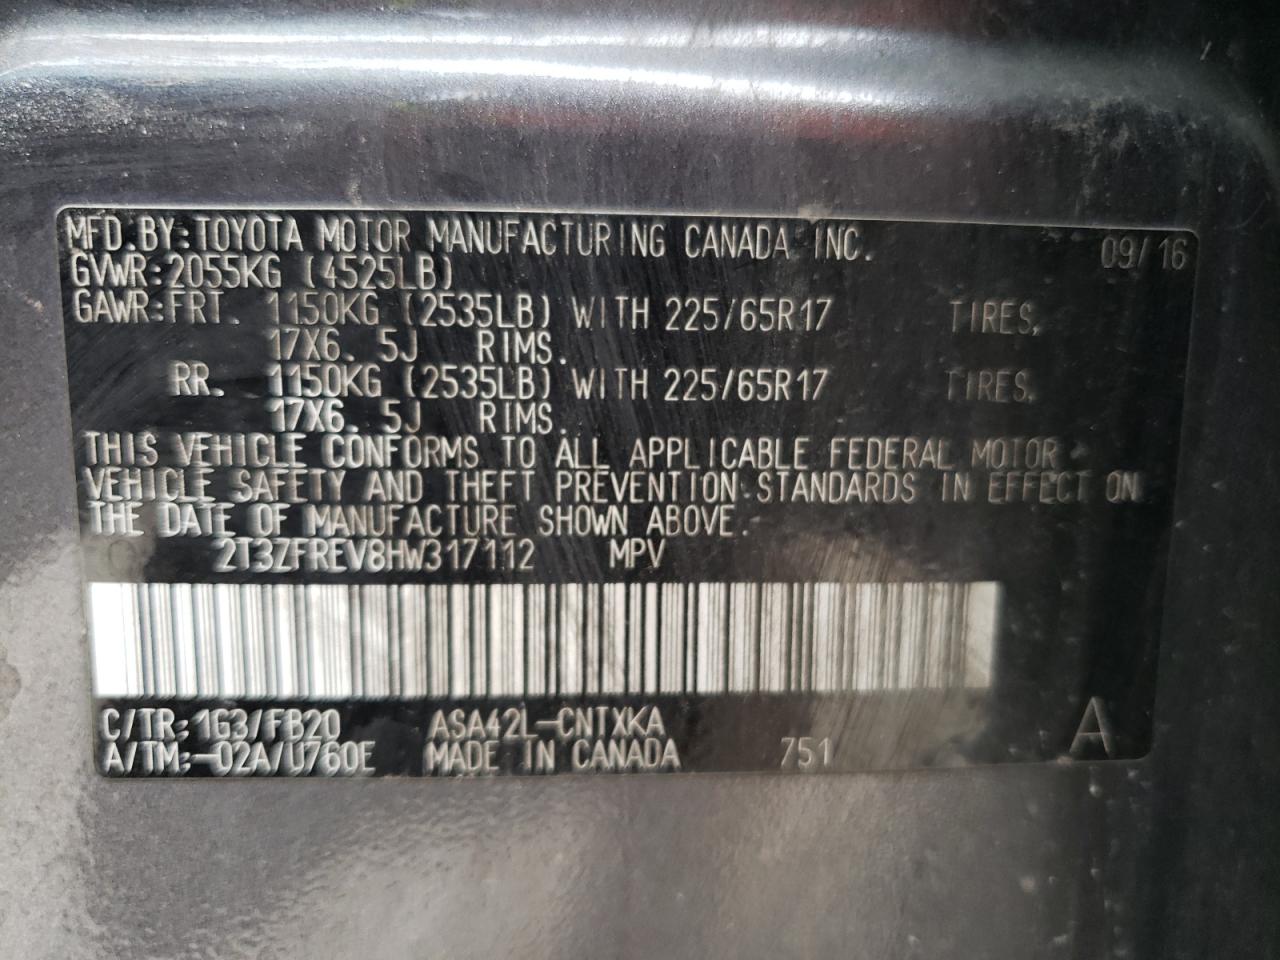 MFD.BY:TOYOTA MOTOR MANUFACTURING CANADA INC. 09/16
GVWR:2055KG (4525LB)
GAWR:FRT. 1150KG (2535LB) WITH 225/65R17 TIRES,
17X6. 5J RIMS.
RR. 1150KG (2535LB) WITH 225/65R17 TIRES,
17X6. 5J RIMS.
THIS VEHICLE CONFORMS TO ALL APPLICABLE FEDERAL MOTOR
VEHICLE SAFETY AND THEFT PREVENTION STANDARDS IN EFFECT ON
THE DATE OF MANUFACTURE SHOWN ABOVE.
2T3ZFREV8HW317112 MPV
C/TR:1G3/FB20 ASA42L-CNTXKA A
A/TM:-02A/U760E MADE IN CANADA 751